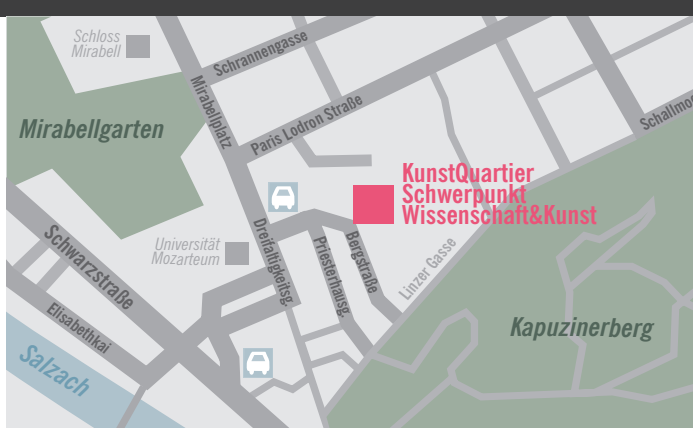 Schloss
Mirabell
Schrannengasse
Mirabellplatz
Paris Lodron Straße
Mirabellgarten
KunstQuartier
Schwerpunkt
Wissenschaft&Kunst
Schwarzstraße
Universität
Mozarteum
Dreifaltigkeitsg.
Priesterhausg.
Bergstraße
Linzer Gasse
Elisabethkai
Salzach
Kapuzinerberg